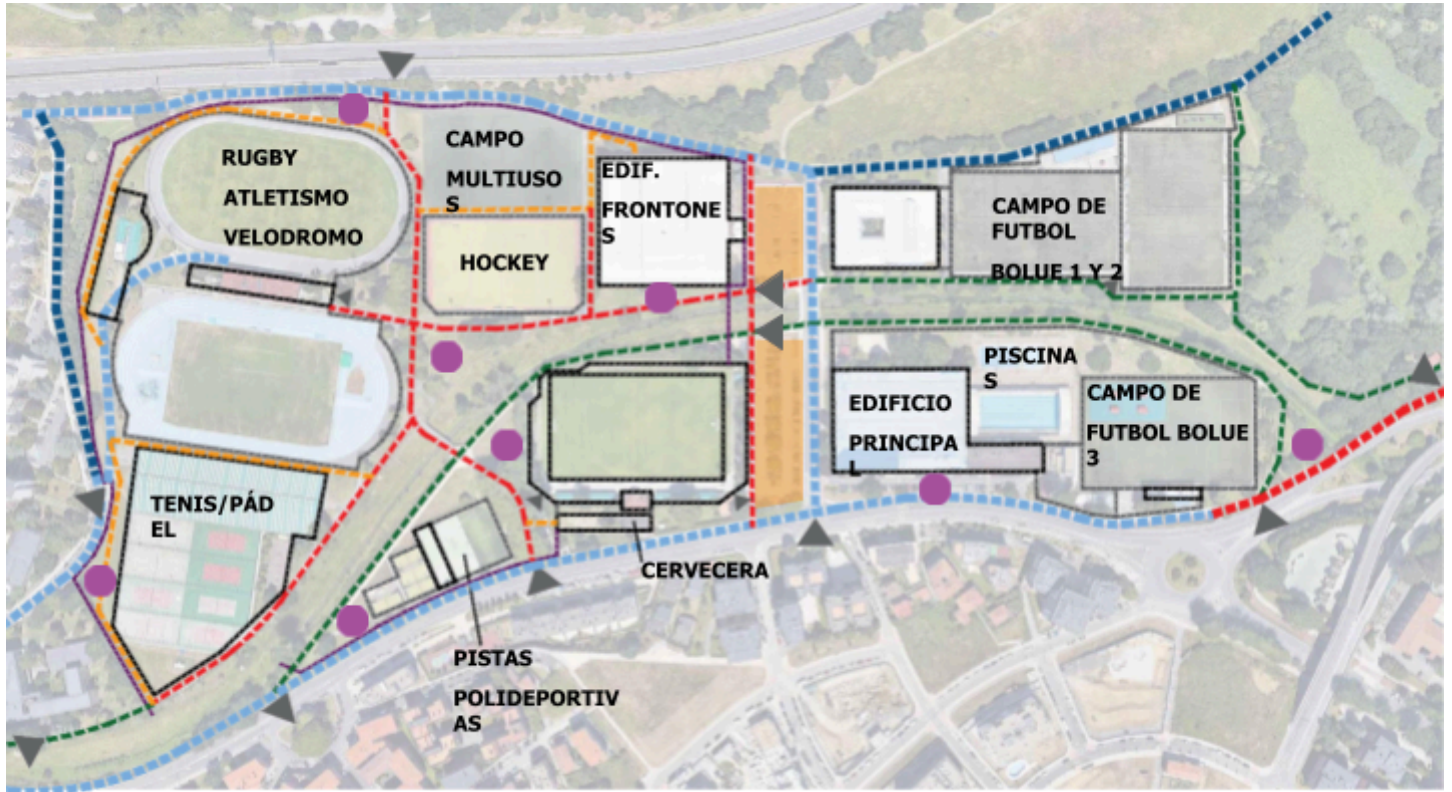 RUGBY
ATLETISMO
VELODROMO
CAMPO
MULTIUSO
S
HOCKEY
EDIF.
FRONTONE
S
CAMPO DE
FUTBOL
BOLUE 1 Y 2
PISCINA
S
EDIFICIO
PRINCIPA
L
CAMPO DE
FUTBOL BOLUE
3
TENIS/PÁD
EL
CERVECERA
PISTAS
POLIDEPORTIV
AS